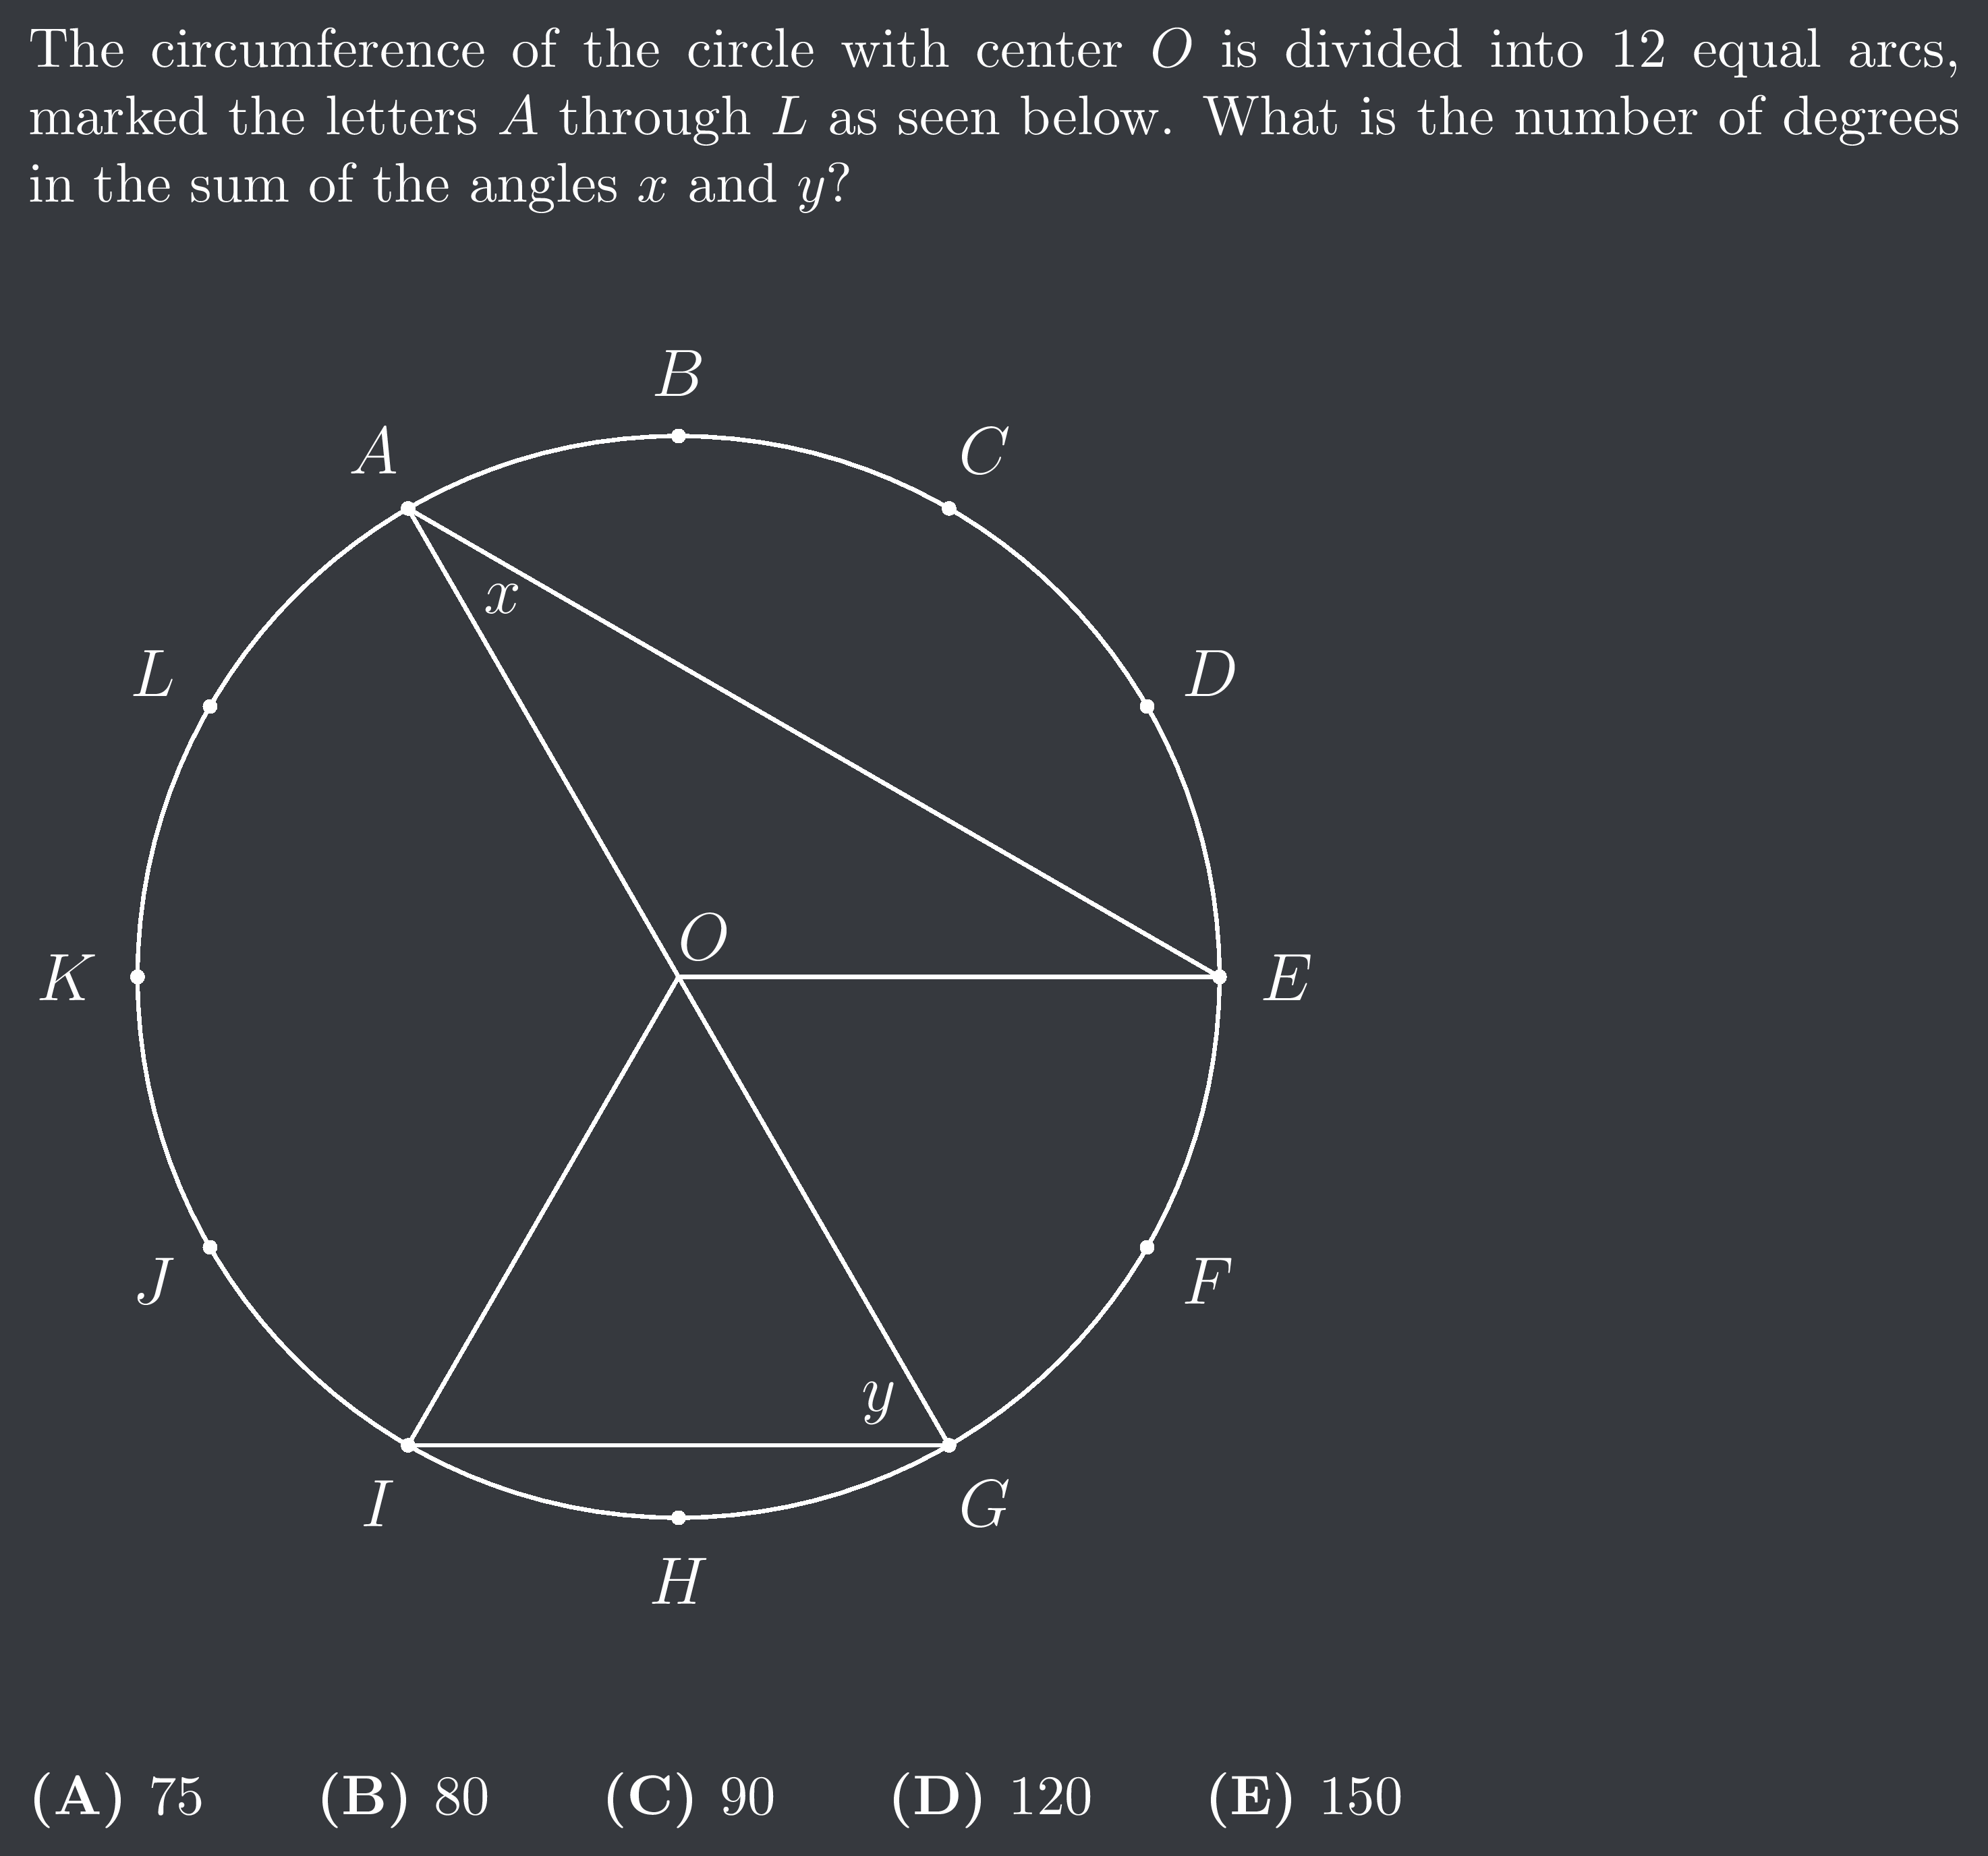 The circumference of the circle with center O is divided into 12 equal arcs,
marked the letters A through L as seen below. What is the number of degrees
in the sum of the angles x and y?
B
A
C
x
L
D
O
K
E
J
F
y
I
G
H
(A) 75 (B) 80 (C) 90 (D) 120 (E) 150